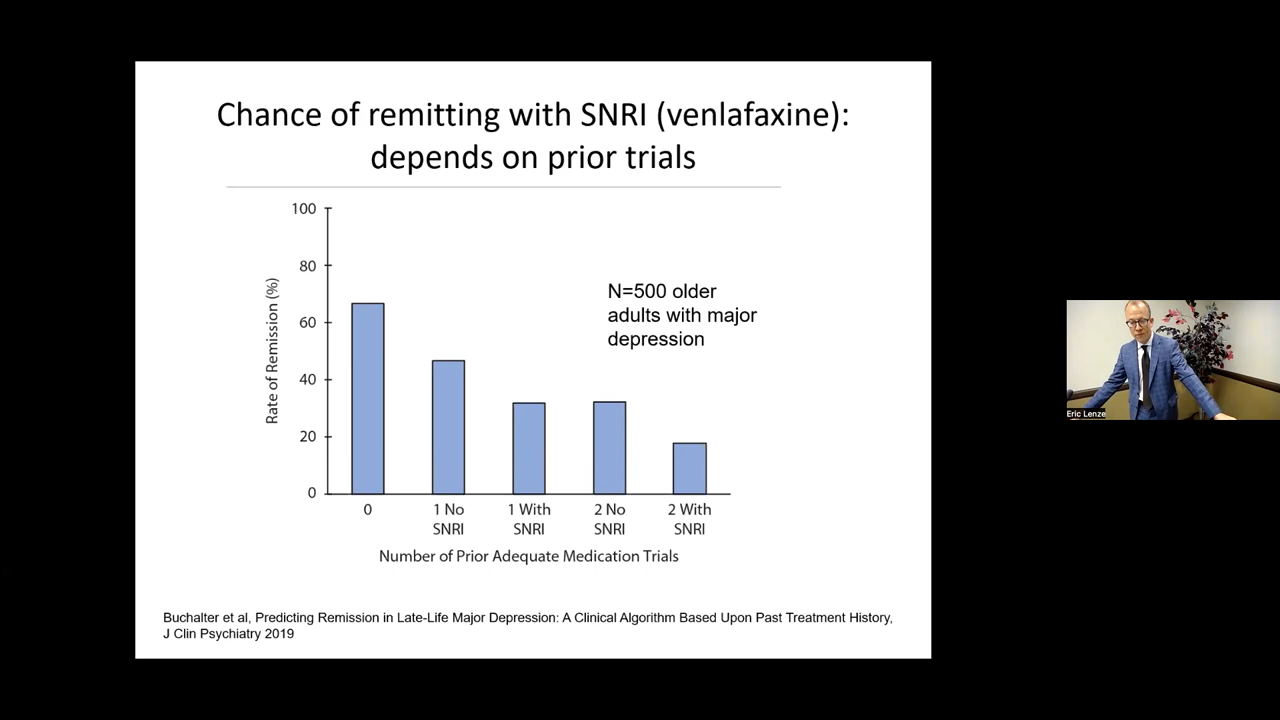 Chance of remitting with SNRI (venlafaxine):
depends on prior trials
100
80
60
40
20
0
Rate of Remission (%)
N=500 older
adults with major
depression
0
1 No
SNRI
1 With
SNRI
2 No
SNRI
2 With
SNRI
Number of Prior Adequate Medication Trials
Buchalter et al, Predicting Remission in Late-Life Major Depression: A Clinical Algorithm Based Upon Past Treatment History,
J Clin Psychiatry 2019
Eric Lenze